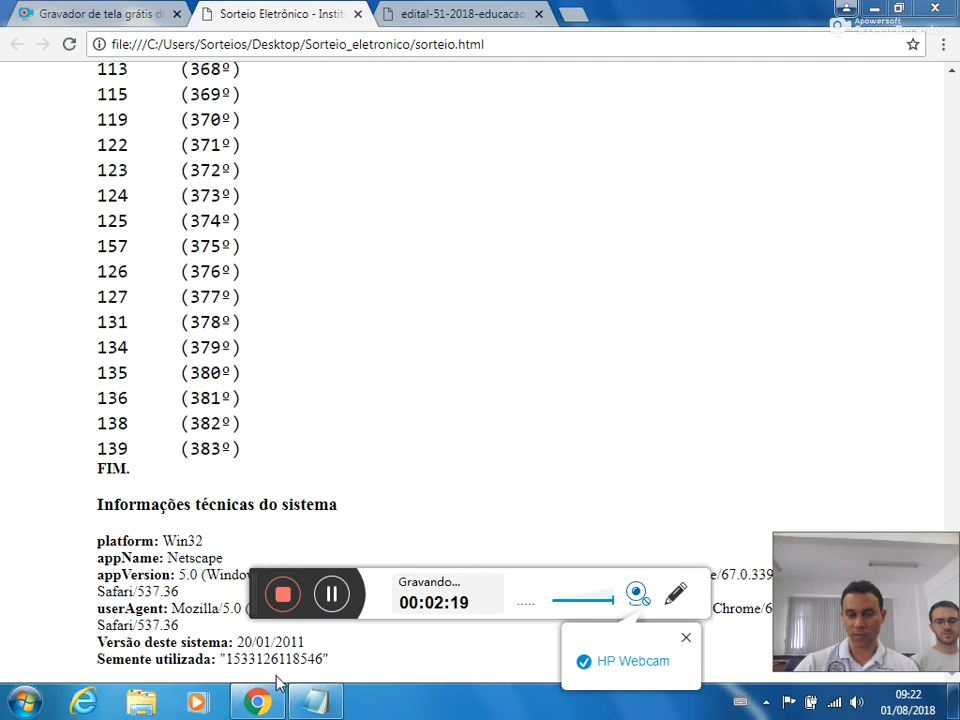 Gravador de tela grátis d
Sorteio Eletrônico - Instit
edital-51-2018-educacao
Apowersoft
Screen Recorder
file:///C:/Users/Sorteios/Desktop/Sorteio_eletronico/sorteio.html
113 (368º)
115 (369º)
119 (370º)
122 (371º)
123 (372º)
124 (373º)
125 (374º)
157 (375º)
126 (376º)
127 (377º)
131 (378º)
134 (379º)
135 (380º)
136 (381º)
138 (382º)
139 (383º)
FIM.
Informações técnicas do sistema
platform: Win32
appName: Netscape
appVersion: 5.0 (Windo e/67.0.339
Safari/537.36
userAgent: Mozilla/5.0 ( Chrome/6
Safari/537.36
Versão deste sistema: 20/01/2011
Semente utilizada: "1533126118546"
Gravando...
00:02:19
HP Webcam
09:22
01/08/2018